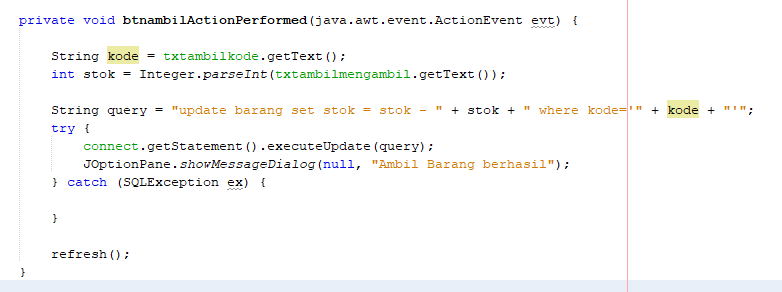 private void btnambilActionPerformed(java.awt.event.ActionEvent evt) {
String kode = txtambilkode.getText();
int stok = Integer.parseInt(txtambilmengambil.getText());
String query = "update barang set stok = stok - " + stok + " where kode='" + kode + "'";
try {
connect.getStatement().executeUpdate(query);
JOptionPane.showMessageDialog(null, "Ambil Barang berhasil");
} catch (SQLException ex) {
}
refresh();
}